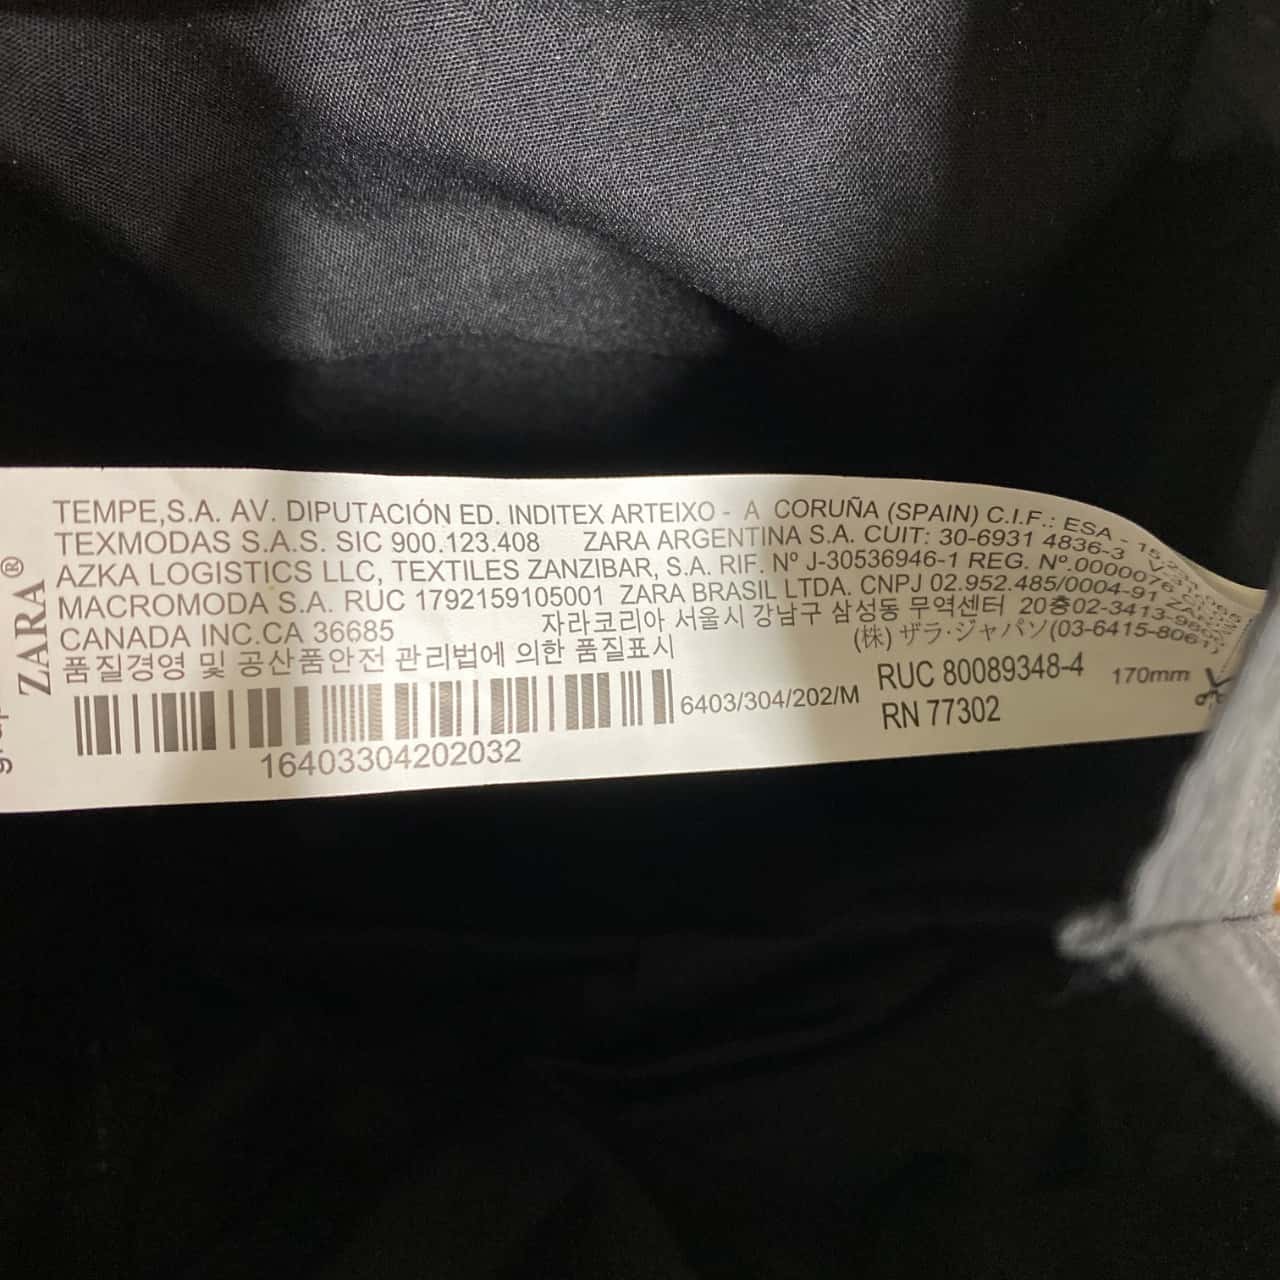 ZARA®
TEMPE,S.A. AV. DIPUTACIÓN ED. INDITEX ARTEIXO - A CORUÑA (SPAIN) C.I.F.: ESA - 15
TEXMODAS S.A.S. SIC 900.123.408 ZARA ARGENTINA S.A. CUIT: 30-6931 4836-3
AZKA LOGISTICS LLC, TEXTILES ZANZIBAR, S.A. RIF. Nº J-30536946-1 REG. Nº.00000076
MACROMODA S.A. RUC 1792159105001 ZARA BRASIL LTDA. CNPJ 02.952.485/0004-91
CANADA INC.CA 36685 자라코리아 서울시 강남구 삼성동 무역센터 20층02-3413-98
품질경영 및 공산품안전 관리법에 의한 품질표시 (株) ザラ・ジャパン(03-6415-8061)
16403304202032
6403/304/202/M
RUC 80089348-4
RN 77302
170mm